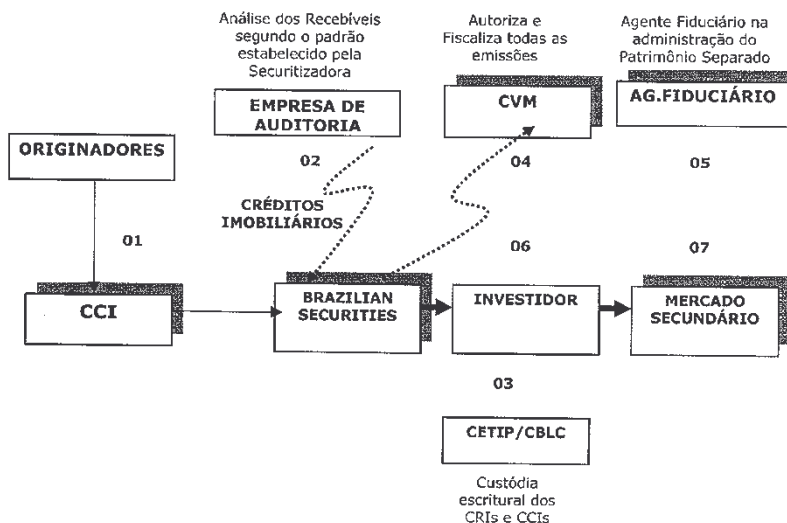 Análise dos Recebíveis
segundo o padrão
estabelecido pela
Securitizadora
Autoriza e
Fiscaliza todas as
emissões
Agente Fiduciário na
administração do
Patrimônio Separado
EMPRESA DE
AUDITORIA
CVM
AG.FIDUCIÁRIO
ORIGINADORES
02
04
05
CRÉDITOS
IMOBILIÁRIOS
01
06
07
CCI
BRAZILIAN
SECURITIES
INVESTIDOR
MERCADO
SECUNDÁRIO
03
CETIP/CBLC
Custódia
escritural dos
CRIs e CCIs